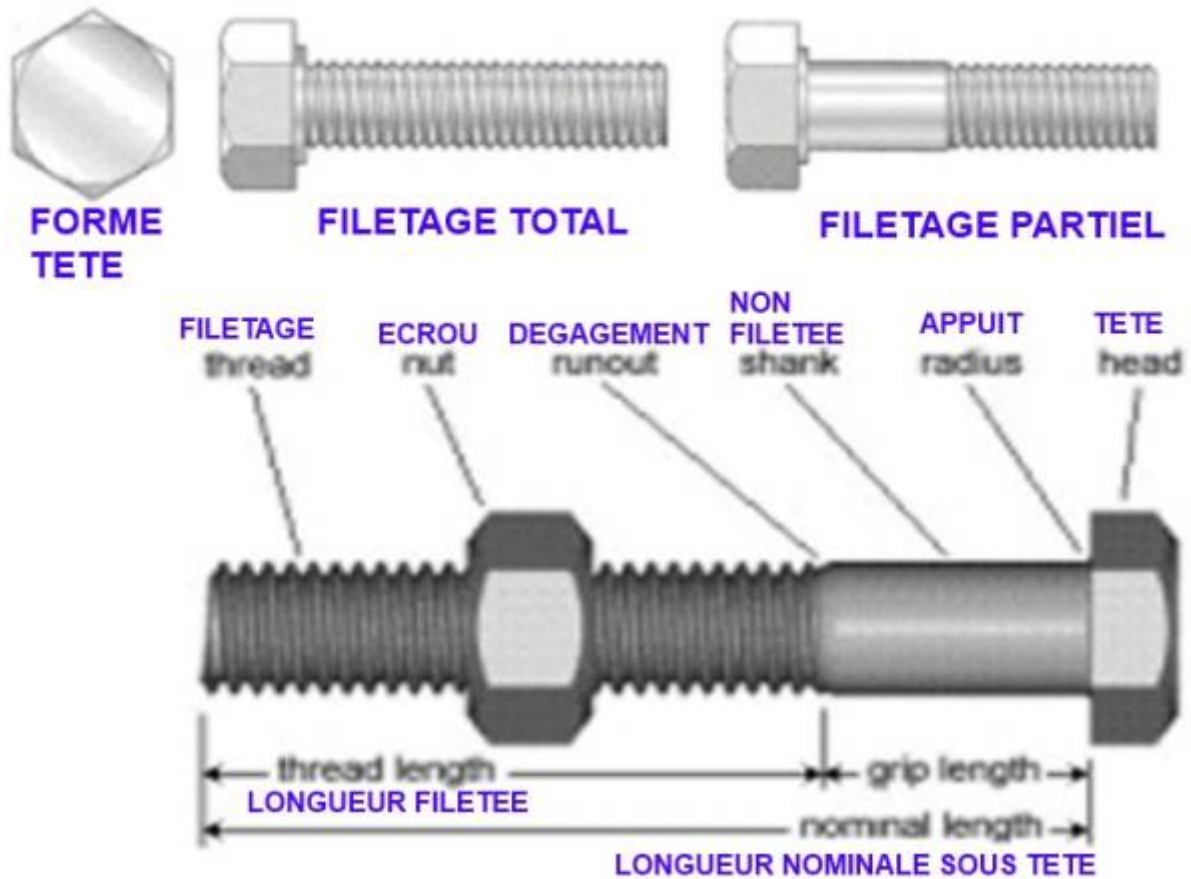 FORME
TETE
FILETAGE TOTAL
FILETAGE PARTIEL
FILETAGE
thread
ECROU
nut
DEGAGEMENT
runout
NON
FILETEE
shank
APPUIT
radius
TETE
head
thread length
grip length
LONGUEUR FILETEE
nominal length
LONGUEUR NOMINALE SOUS TETE